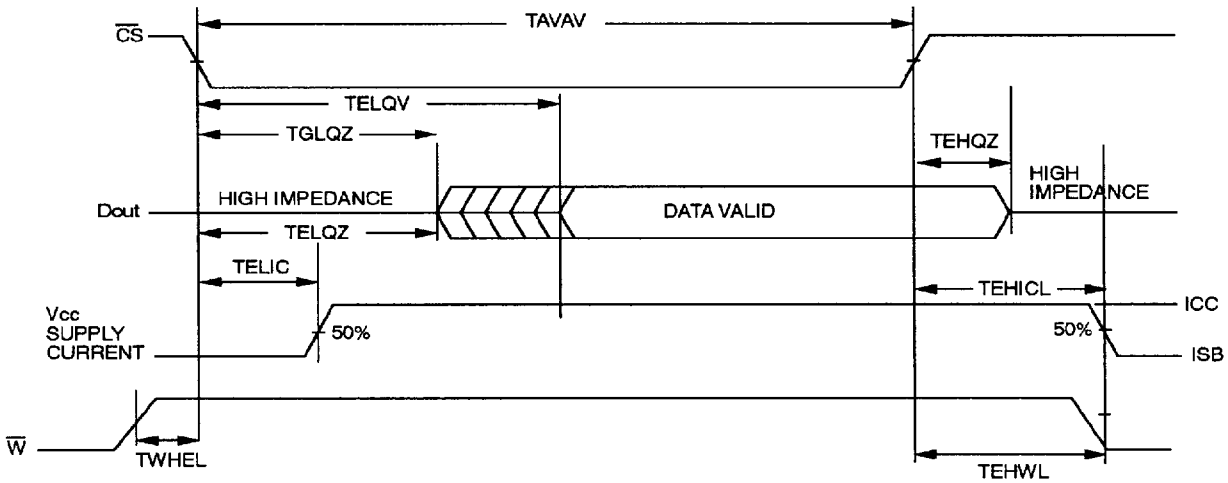 TAVAV
C̅S̅
TELQV
TGLQZ
TEHQZ
HIGH IMPEDANCE
HIGH
IMPEDANCE
Dout
DATA VALID
TELQZ
TELIC
TEHICL
Vcc
SUPPLY
CURRENT
50%
50%
ICC
ISB
W̅
TWHEL
TEHWL